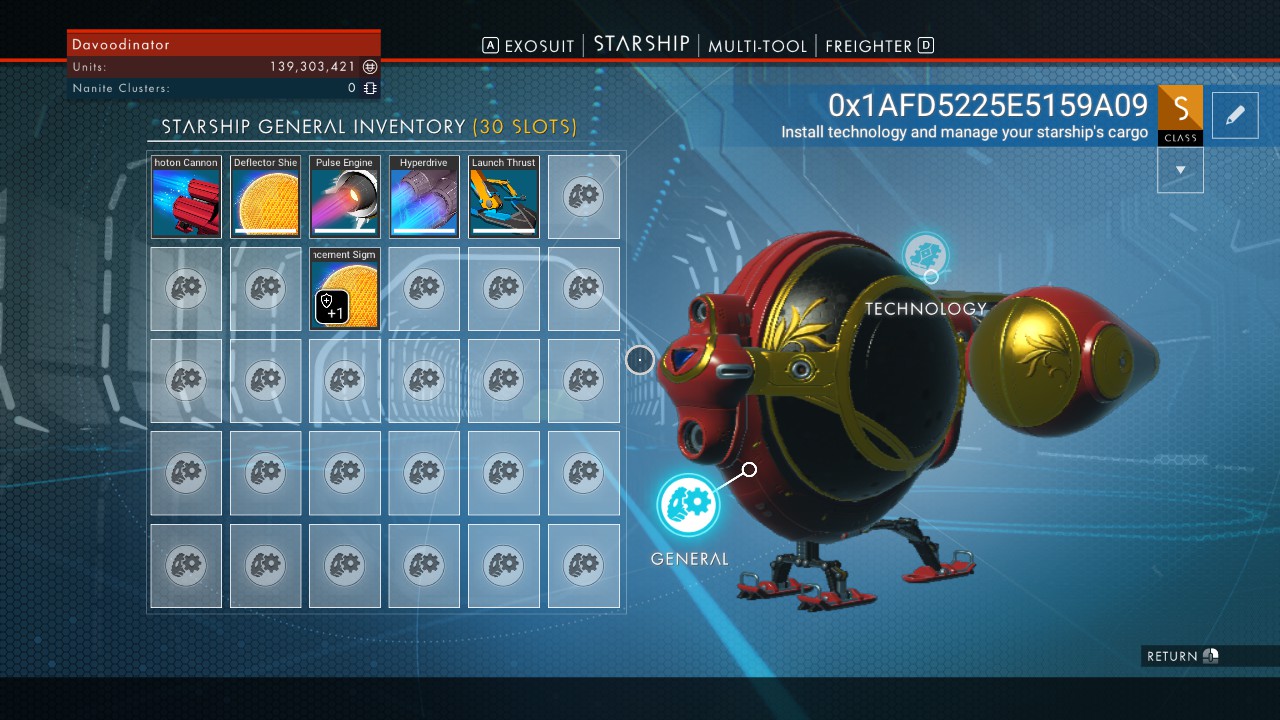 Davoodinator
Units: 139,303,421
Nanite Clusters: 0
A EXOSUIT STARSHIP MULTI-TOOL FREIGHTER D
0x1AFD5225E5159A09
Install technology and manage your starship's cargo
S
CLASS
STARSHIP GENERAL INVENTORY (30 SLOTS)
hoton Cannon Deflector Shie Pulse Engine Hyperdrive Launch Thrust
ncement Sigm
+1
TECHNOLOGY
GENERAL
RETURN